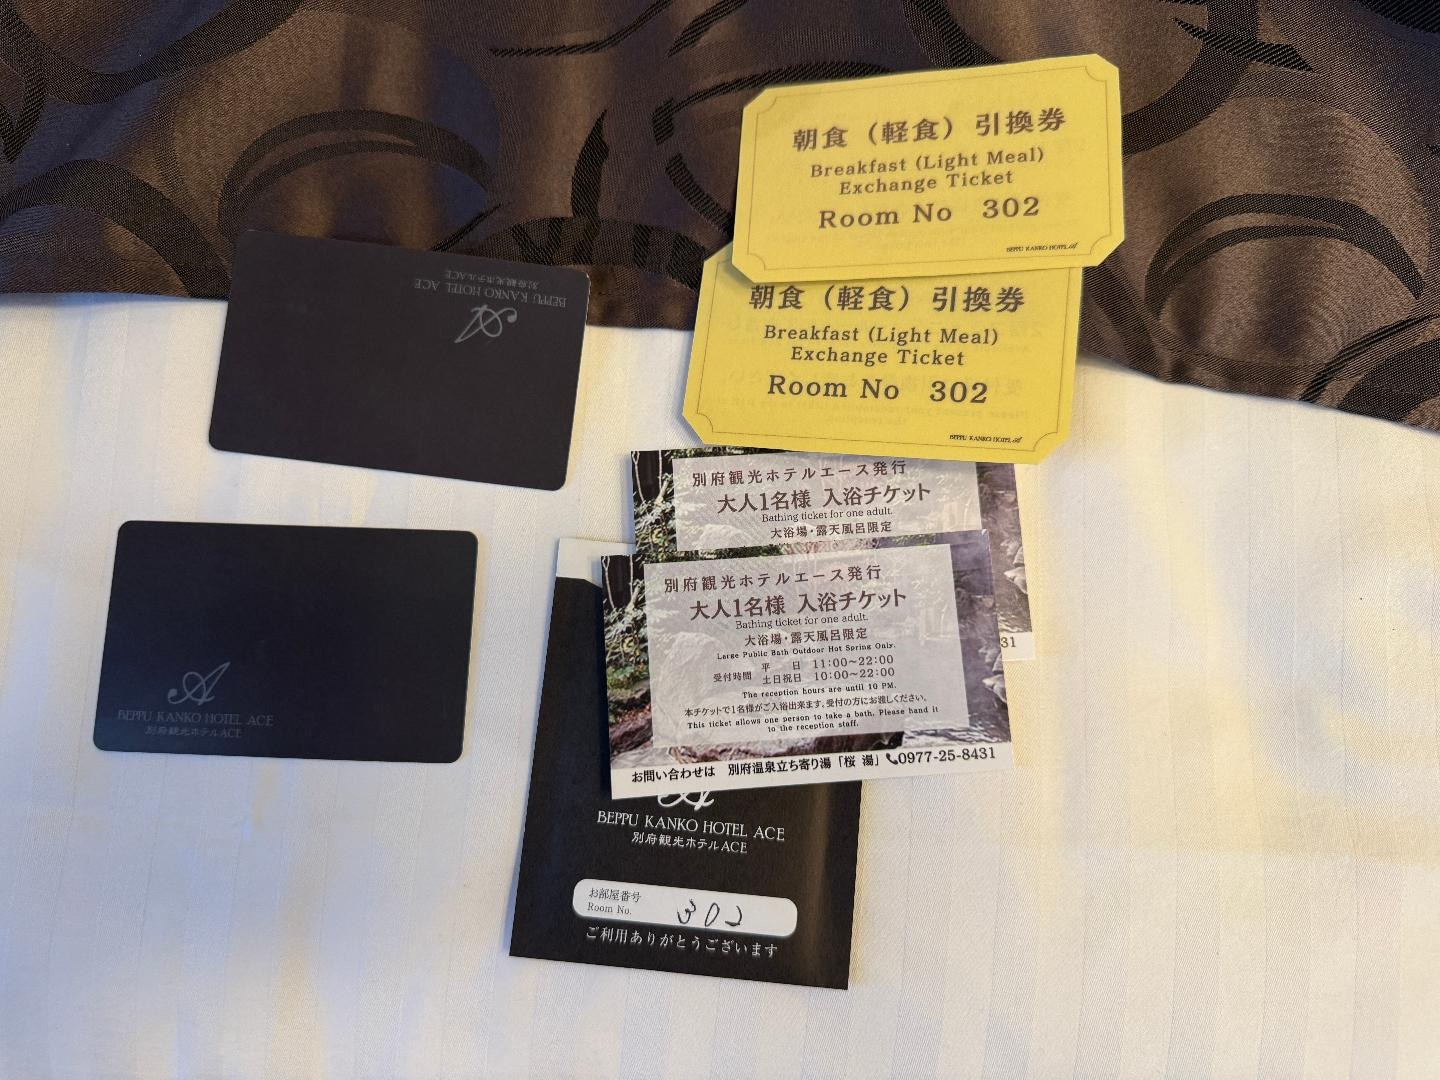 朝食（軽食）引換券
Breakfast (Light Meal)
Exchange Ticket
Room No 302
BEPPU KANKO HOTEL A
朝食（軽食）引換券
Breakfast (Light Meal)
Exchange Ticket
Room No 302
BEPPU KANKO HOTEL A
BEPPU KANKO HOTEL ACE
別府観光ホテルACE
A
BEPPU KANKO HOTEL ACE
別府観光ホテルACE
別府観光ホテルエース発行
大人1名様 入浴チケット
Bathing ticket for one adult.
大浴場・露天風呂限定
31
別府観光ホテルエース発行
大人1名様 入浴チケット
Bathing ticket for one adult.
大浴場・露天風呂限定
Large Public Bath Outdoor Hot Spring Only.
受付時間 平 日 11:00~22:00
土日祝日 10:00~22:00
The reception hours are until 10 PM.
本チケットで1名様がご入浴出来ます。受付の方にお渡しください。
This ticket allows one person to take a bath. Please hand it
to the reception staff.
お問い合わせは 別府温泉立ち寄り湯「桜 湯」 0977-25-8431
BEPPU KANKO HOTEL ACE
別府観光ホテルACE
お部屋番号
Room No. 302
ご利用ありがとうございます